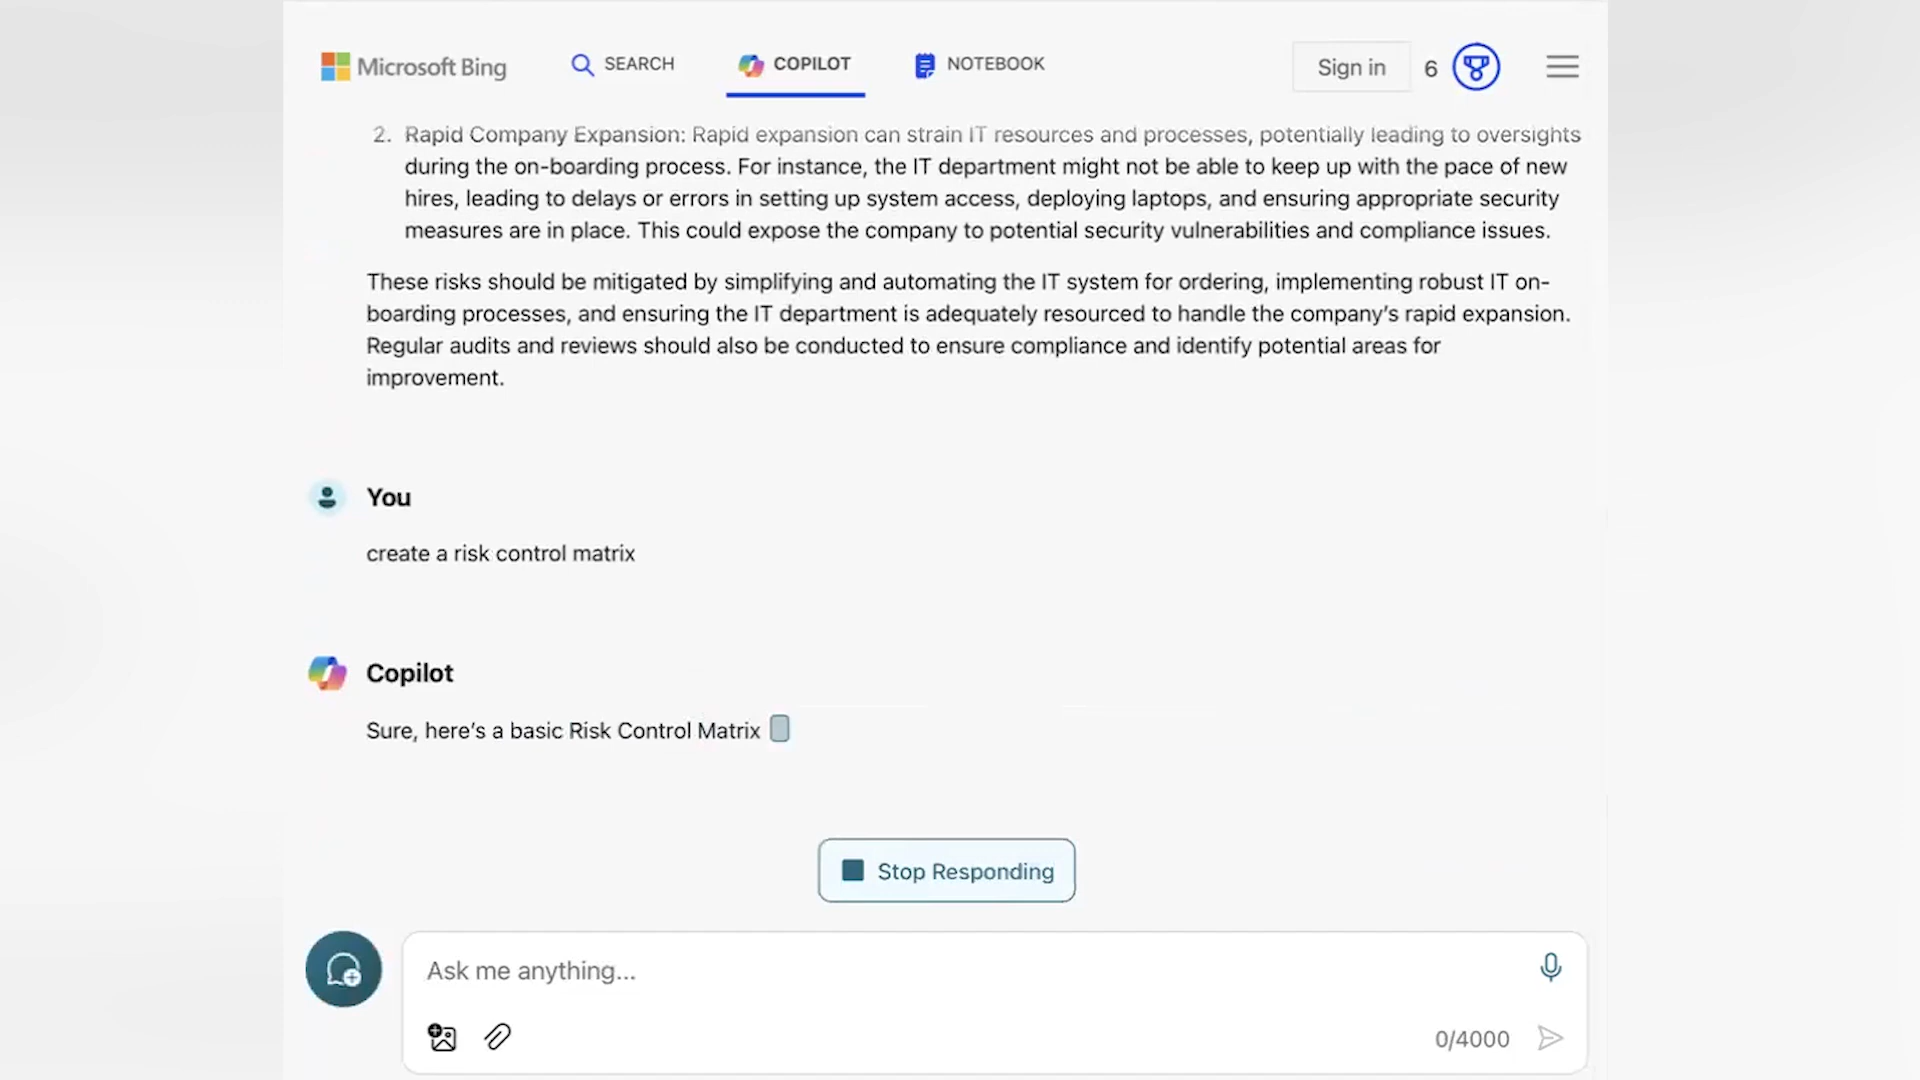 Microsoft Bing
SEARCH
COPILOT
NOTEBOOK
Sign in
6
2. Rapid Company Expansion: Rapid expansion can strain IT resources and processes, potentially leading to oversights
during the on-boarding process. For instance, the IT department might not be able to keep up with the pace of new
hires, leading to delays or errors in setting up system access, deploying laptops, and ensuring appropriate security
measures are in place. This could expose the company to potential security vulnerabilities and compliance issues.
These risks should be mitigated by simplifying and automating the IT system for ordering, implementing robust IT on-
boarding processes, and ensuring the IT department is adequately resourced to handle the company’s rapid expansion.
Regular audits and reviews should also be conducted to ensure compliance and identify potential areas for
improvement.
You
create a risk control matrix
Copilot
Sure, here’s a basic Risk Control Matrix
Stop Responding
Ask me anything...
0/4000